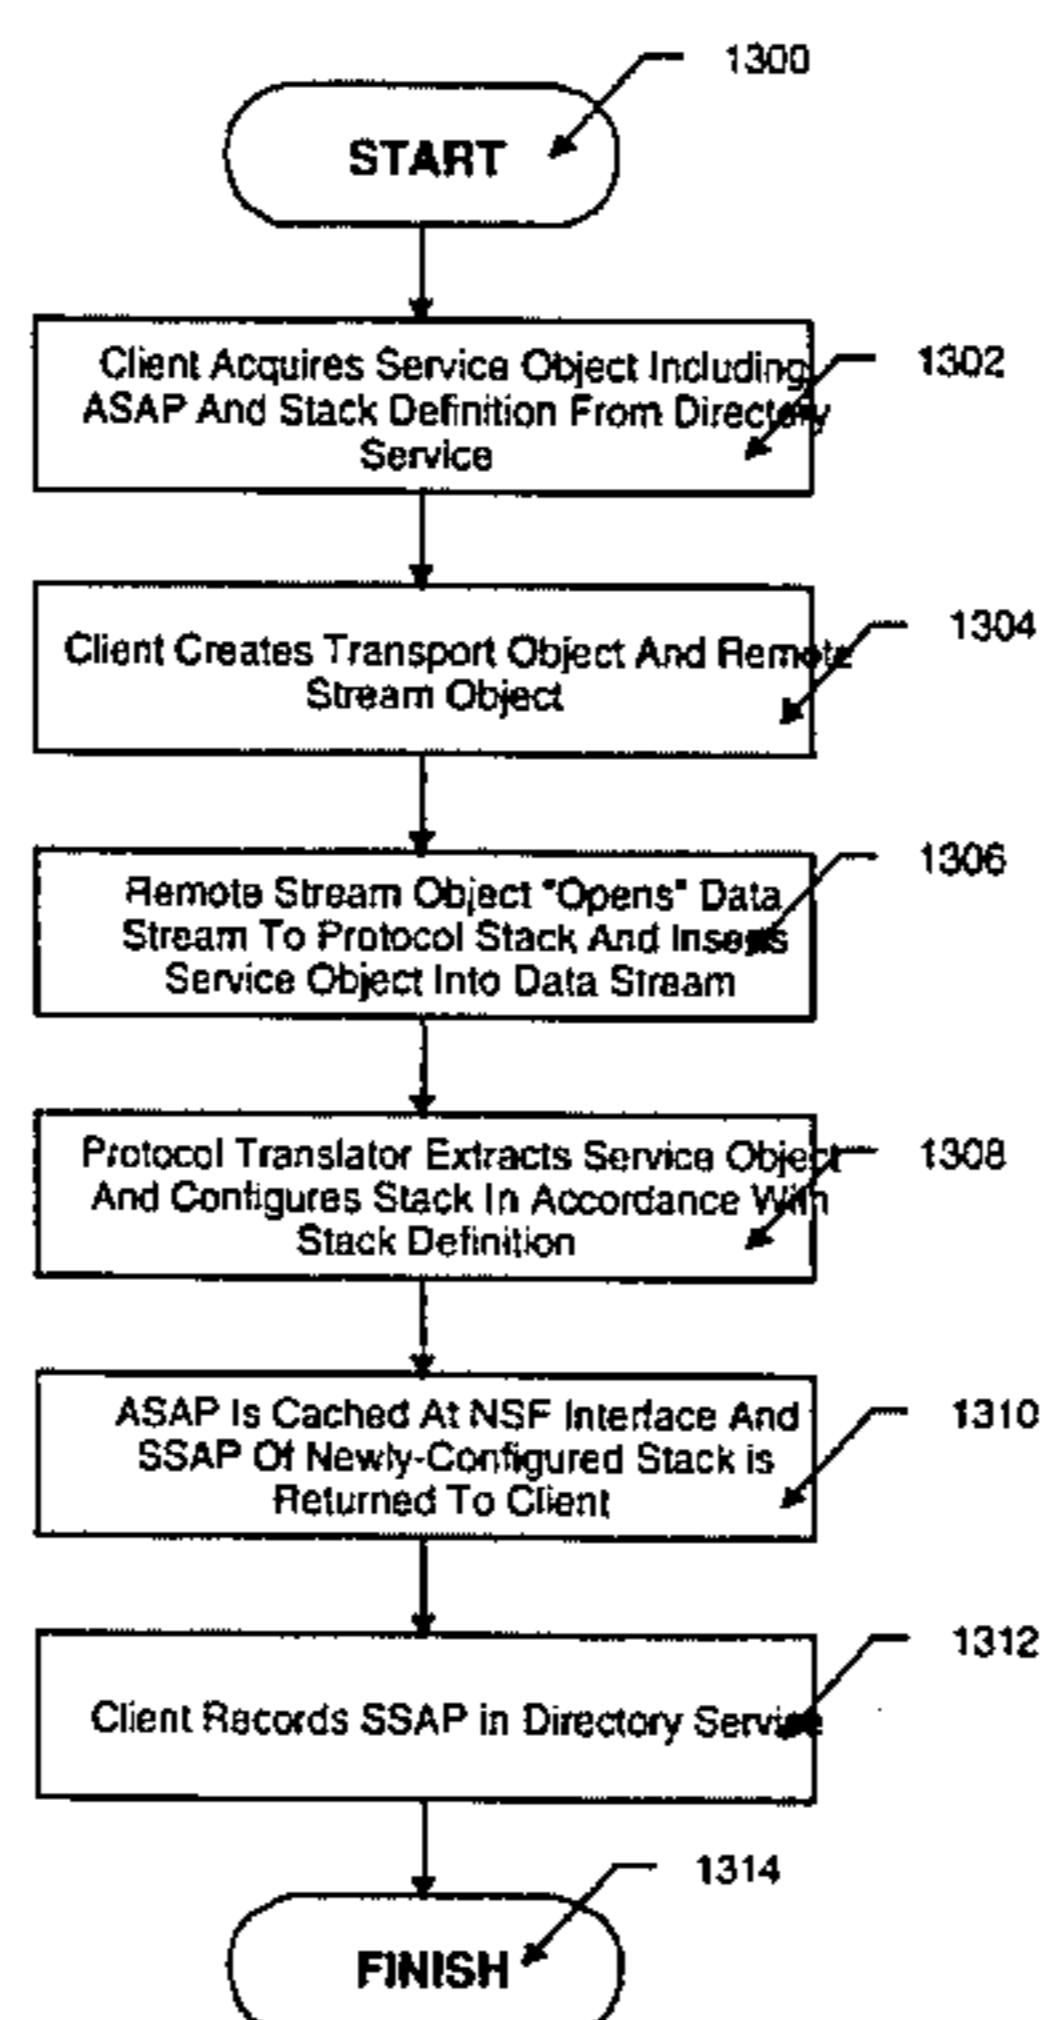 1300
START
1302
Client Acquires Service Object Including
ASAP And Stack Definition From Directory
Service
1304
Client Creates Transport Object And Remote
Stream Object
1306
Remote Stream Object "Opens" Data
Stream To Protocol Stack And Inserts
Service Object Into Data Stream
1308
Protocol Translator Extracts Service Object
And Configures Stack In Accordance With
Stack Definition
1310
ASAP Is Cached At NSF Interface And
SSAP Of Newly-Configured Stack is
Returned To Client
1312
Client Records SSAP in Directory Service
1314
FINISH